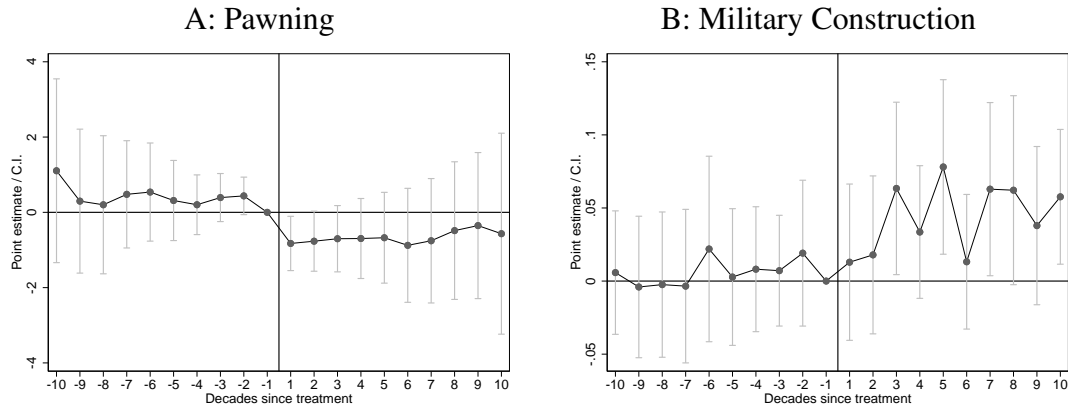 A: Pawning
Point estimate / C.I.
4
2
0
-2
-4
-10 -9 -8 -7 -6 -5 -4 -3 -2 -1 1 2 3 4 5 6 7 8 9 10
Decades since treatment
B: Military Construction
Point estimate / C.I.
.15
.1
.05
0
-.05
-10 -9 -8 -7 -6 -5 -4 -3 -2 -1 1 2 3 4 5 6 7 8 9 10
Decades since treatment